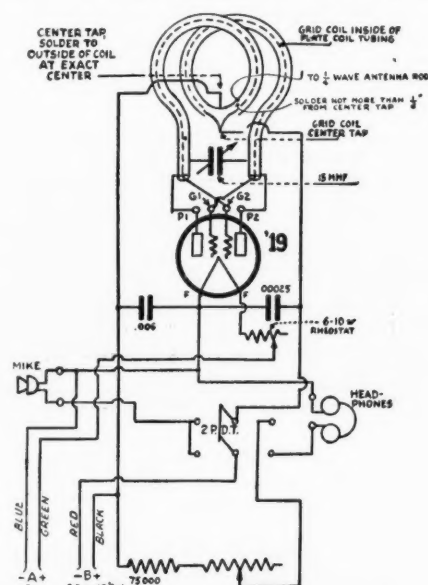 CENTER TAP,
SOLDER TO
OUTSIDE OF COIL
AT EXACT
CENTER
GRID COIL INSIDE OF
PLATE COIL TUBING
TO 1/4 WAVE ANTENNA ROD
SOLDER NOT MORE THAN 1/8"
FROM CENTER TAP
GRID COIL
CENTER TAP
15 MMF
G1 G2
P1 P2
'19
F F
.006
.00025
6-10 ω
RHEOSTAT
MIKE
HEAD-
PHONES
2 P.D.T.
BLUE
GREEN
RED
BLACK
-A+
-B+
75000